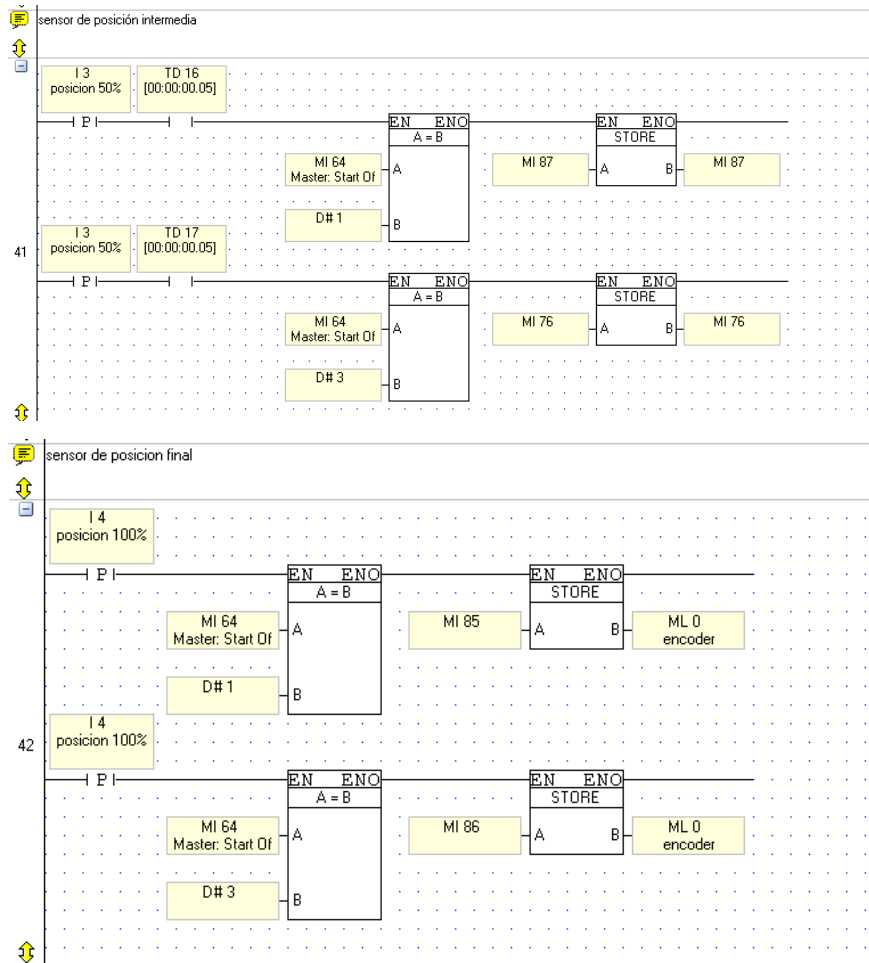 sensor de posición intermedia
I 3
posicion 50%
TD 16
[00:00:00.05]
P
EN ENO
A = B
EN ENO
STORE
MI 64
Master: Start Of
A
MI 87
A
B
MI 87
D# 1
B
41
I 3
posicion 50%
TD 17
[00:00:00.05]
P
EN ENO
A = B
EN ENO
STORE
MI 64
Master: Start Of
A
MI 76
A
B
MI 76
D# 3
B
sensor de posicion final
I 4
posicion 100%
P
EN ENO
A = B
EN ENO
STORE
MI 64
Master: Start Of
A
MI 85
A
B
ML 0
encoder
D# 1
B
42
I 4
posicion 100%
P
EN ENO
A = B
EN ENO
STORE
MI 64
Master: Start Of
A
MI 86
A
B
ML 0
encoder
D# 3
B